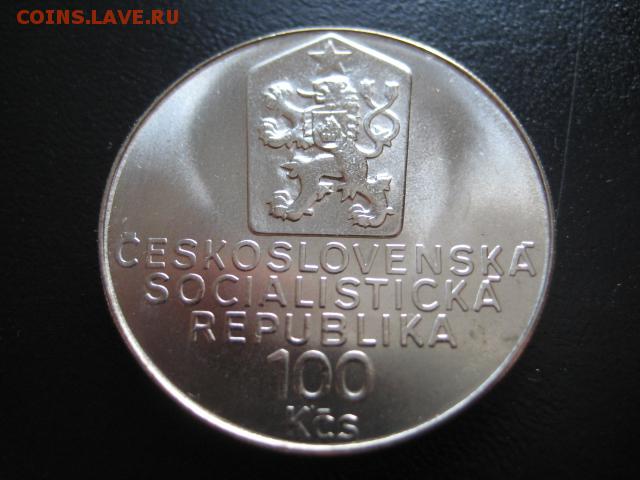 COINS.LAVE.RU
ČESKOSLOVENSKÁ
SOCIALISTICKÁ
REPUBLIKA
100
Kčs